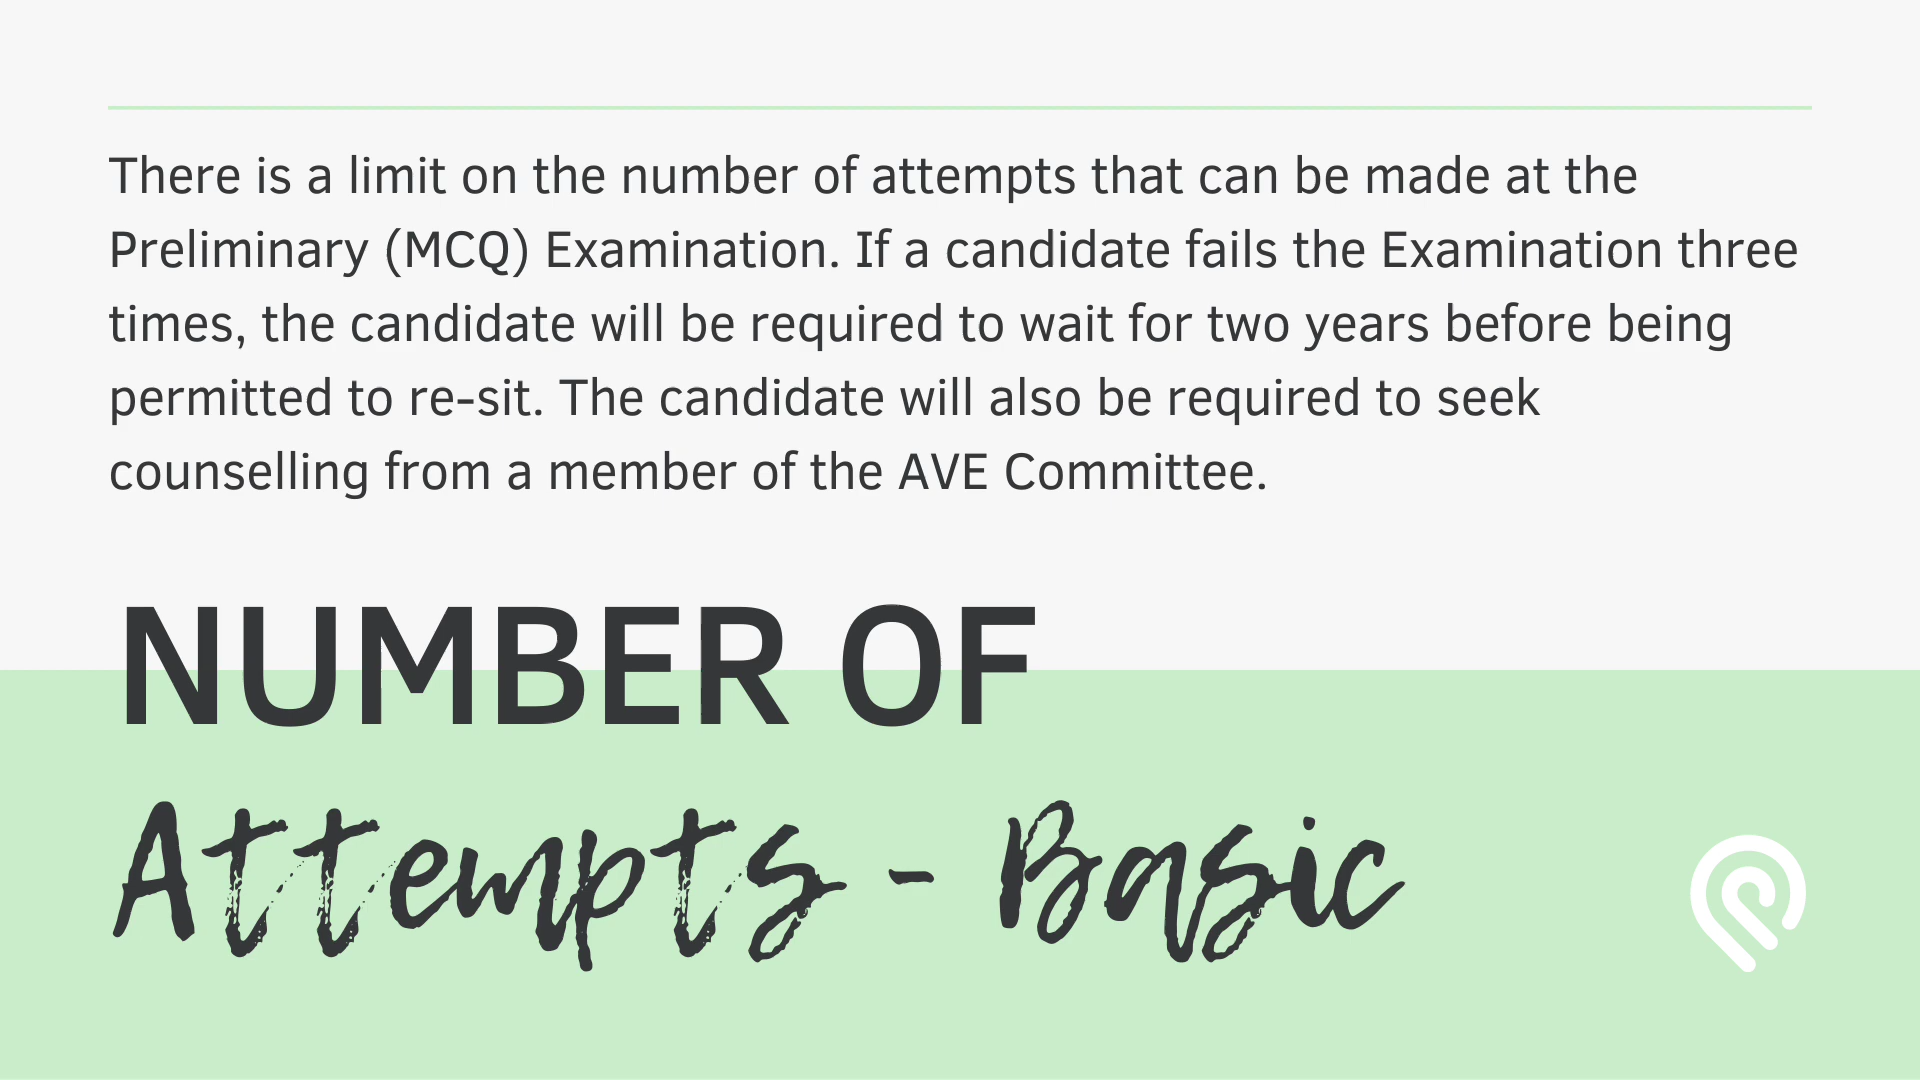 There is a limit on the number of attempts that can be made at the
Preliminary (MCQ) Examination. If a candidate fails the Examination three
times, the candidate will be required to wait for two years before being
permitted to re-sit. The candidate will also be required to seek
counselling from a member of the AVE Committee.
NUMBER OF
Attempts - Basic